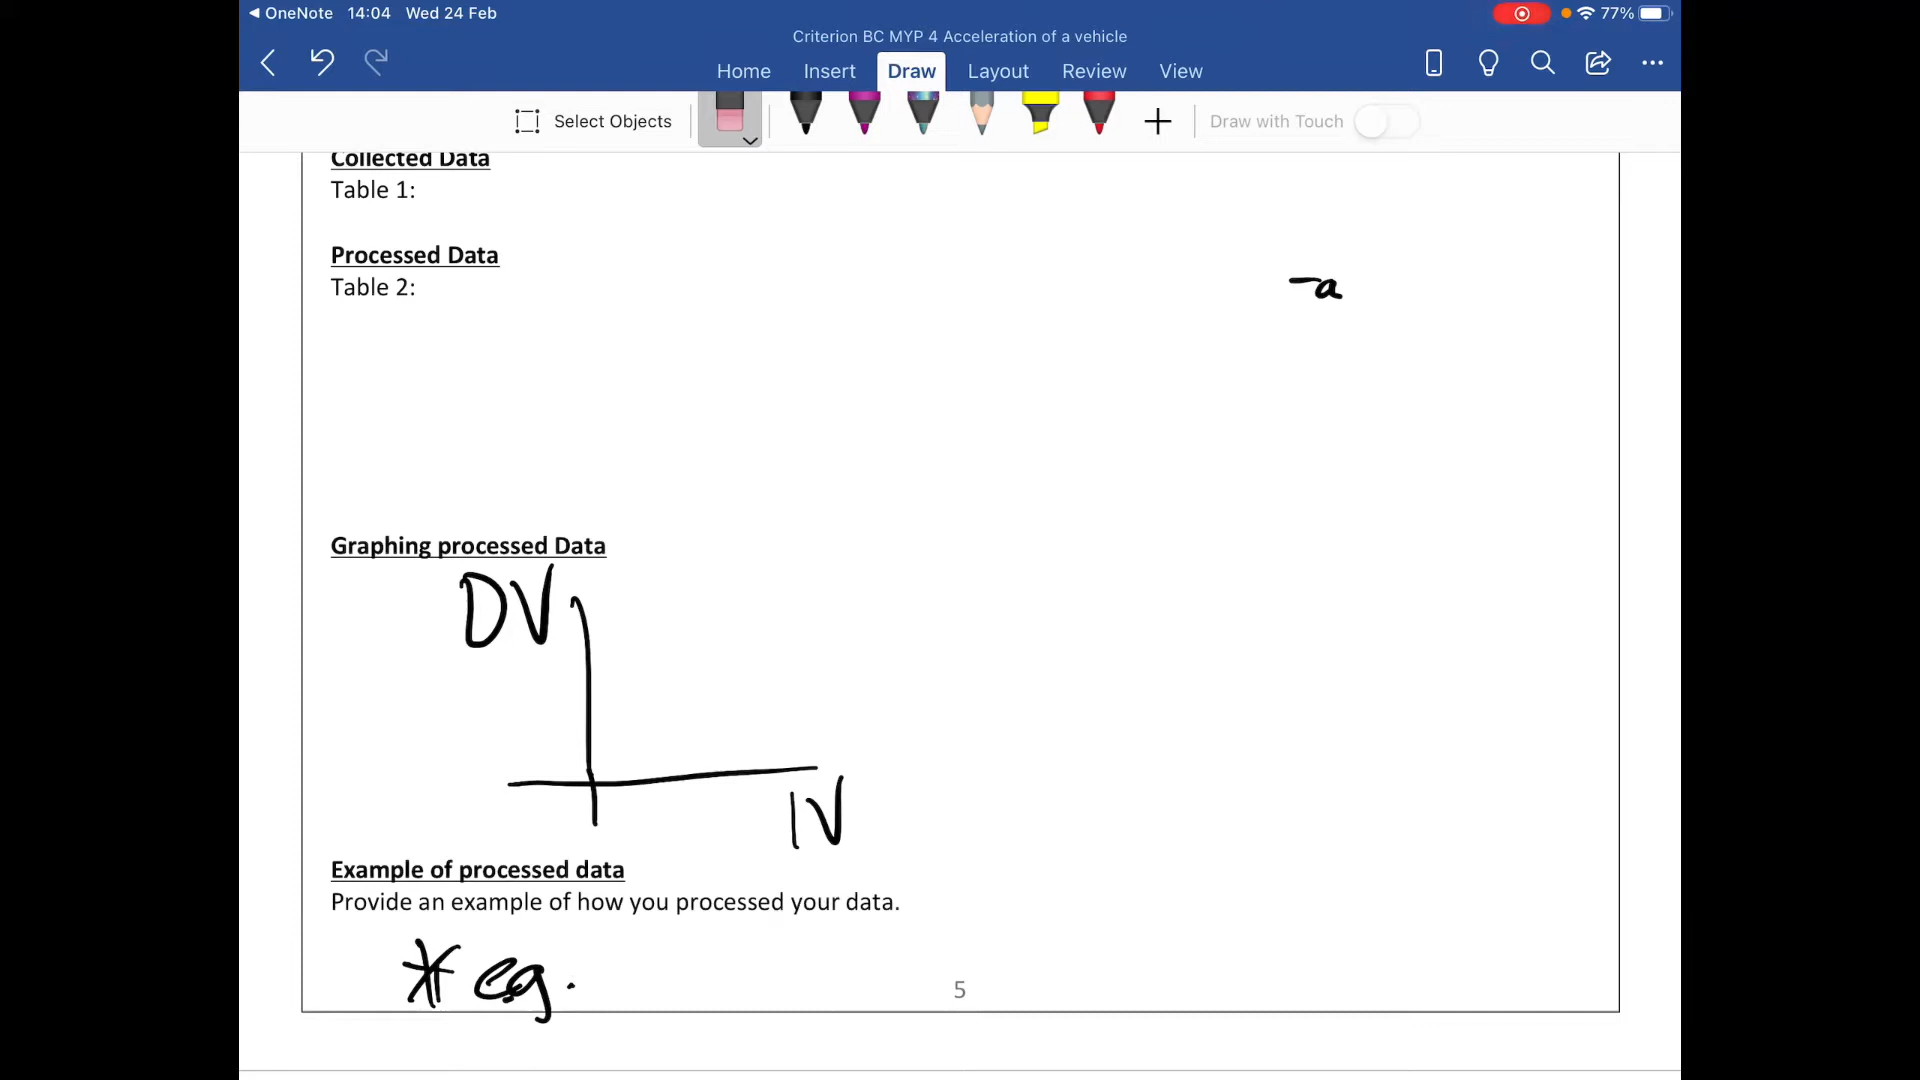 OneNote 14:04 Wed 24 Feb 77%
Criterion BC MYP 4 Acceleration of a vehicle
Home Insert Draw Layout Review View
Select Objects Draw with Touch
Collected Data
Table 1:
Processed Data
Table 2:
-a
Graphing processed Data
DV
IV
Example of processed data
Provide an example of how you processed your data.
* eg.
5